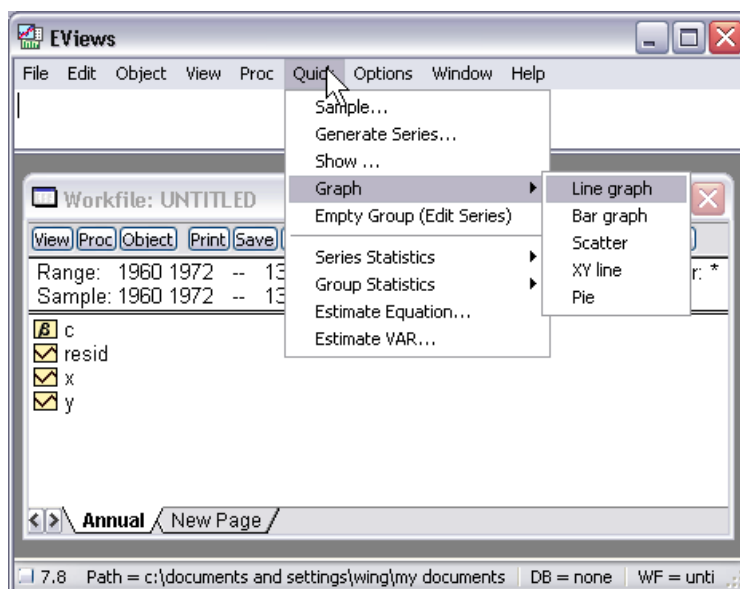 EViews
File Edit Object View Proc Quick Options Window Help
Sample...
Generate Series...
Show ...
Graph
Empty Group (Edit Series)
Series Statistics
Group Statistics
Estimate Equation...
Estimate VAR...
Line graph
Bar graph
Scatter
XY line
Pie
Workfile: UNTITLED
View Proc Object Print Save
Range: 1960 1972 -- 13 r: *
Sample: 1960 1972 -- 13
β c
resid
x
y
Annual New Page
7.8 Path = c:\documents and settings\wing\my documents DB = none WF = unti